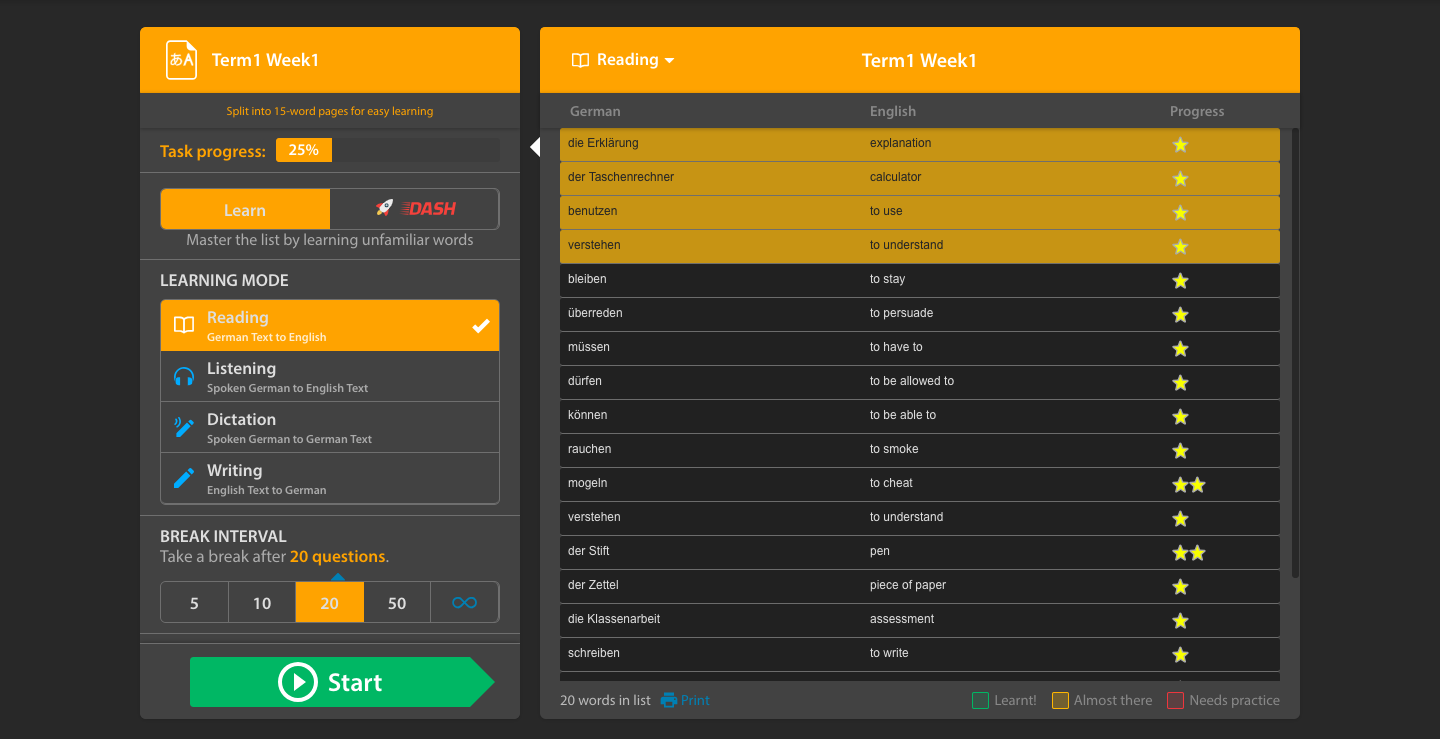 あA Term1 Week1
Split into 15-word pages for easy learning
Task progress: 25%
Learn DASH
Master the list by learning unfamiliar words
LEARNING MODE
Reading
German Text to English
Listening
Spoken German to English Text
Dictation
Spoken German to German Text
Writing
English Text to German
BREAK INTERVAL
Take a break after 20 questions.
5 10 20 50 ∞
Start
Reading Term1 Week1
German English Progress
die Erklärung explanation
der Taschenrechner calculator
benutzen to use
verstehen to understand
bleiben to stay
überreden to persuade
müssen to have to
dürfen to be allowed to
können to be able to
rauchen to smoke
mogeln to cheat
verstehen to understand
der Stift pen
der Zettel piece of paper
die Klassenarbeit assessment
schreiben to write
20 words in list Print Learnt! Almost there Needs practice